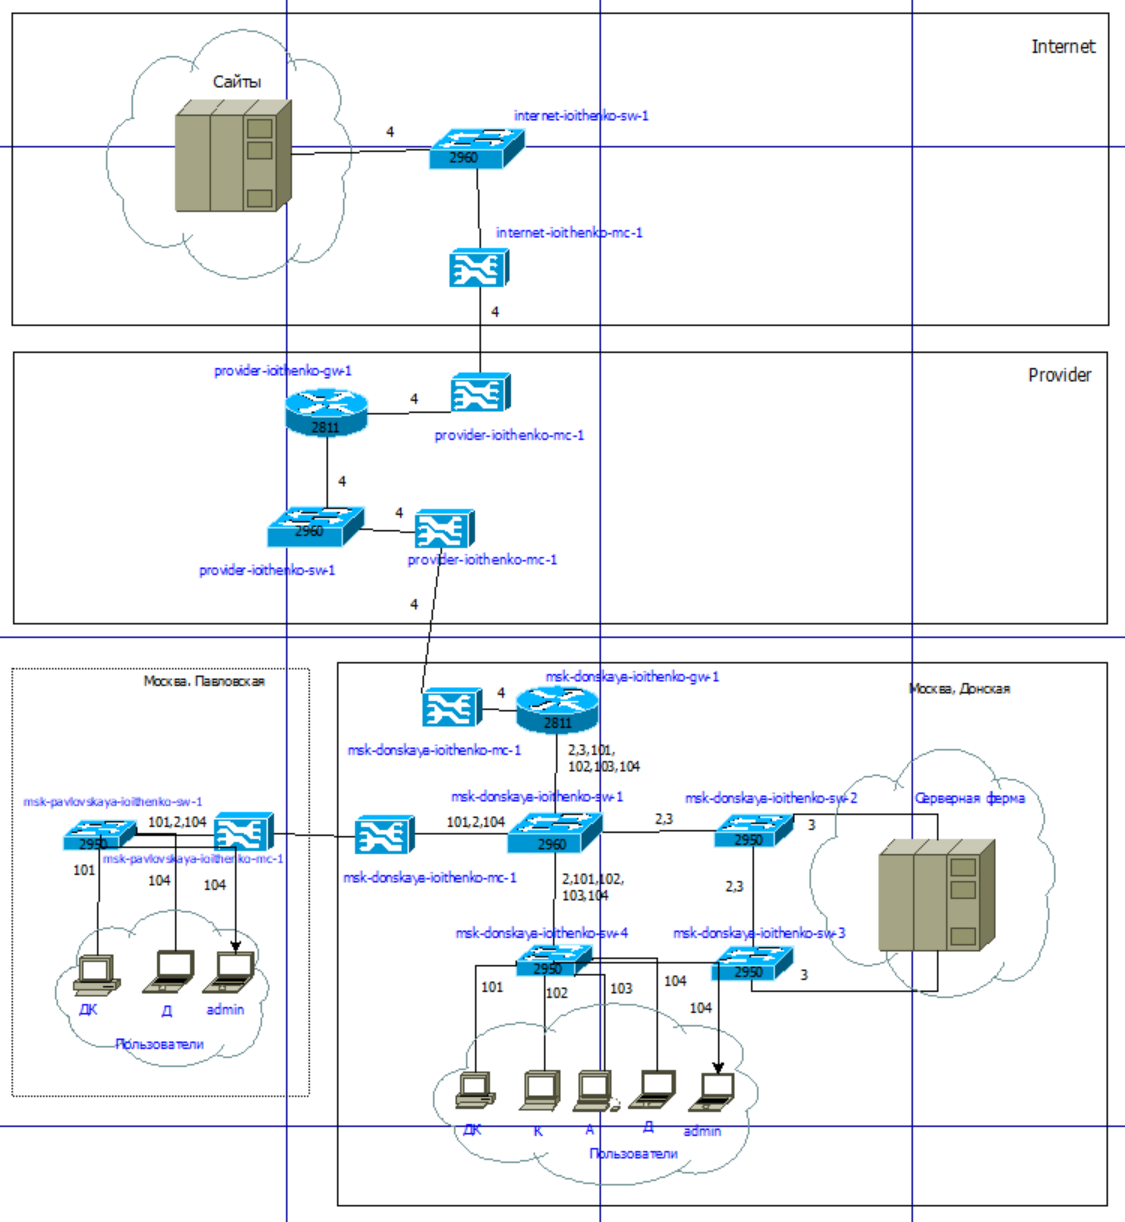 Internet
Сайты
internet-ioithenko-sw-1
4
2960
internet-ioithenko-mc-1
4
Provider
provider-ioithenko-gw-1
4
2811
provider-ioithenko-mc-1
4
4
2960
provider-ioithenko-mc-1
provider-ioithenko-sw-1
4
Москва. Павловская
msk-donskaya-ioithenko-gw-1
Москва, Донская
4
2811
msk-donskaya-ioithenko-mc-1
2,3,101,
102,103,104
msk-pavlovskaya-ioithenko-sw-1
msk-donskaya-ioithenko-sw-1
msk-donskaya-ioithenko-sw-2
Серверная ферма
101,2,104
101,2,104
2,3
3
2950
2960
2950
msk-pavlovskaya-ioithenko-mc-1
msk-donskaya-ioithenko-mc-1
101
104
104
2,101,102,
103,104
2,3
msk-donskaya-ioithenko-sw-4
msk-donskaya-ioithenko-sw-3
2950
2950
3
101
102
103
104
104
ДК
Д
admin
Пользователи
ДК
К
А
Д
admin
Пользователи